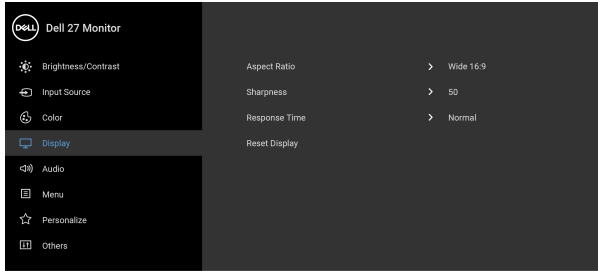 DELL Dell 27 Monitor
Brightness/Contrast
Input Source
Color
Display
Audio
Menu
Personalize
Others
Aspect Ratio > Wide 16:9
Sharpness > 50
Response Time > Normal
Reset Display